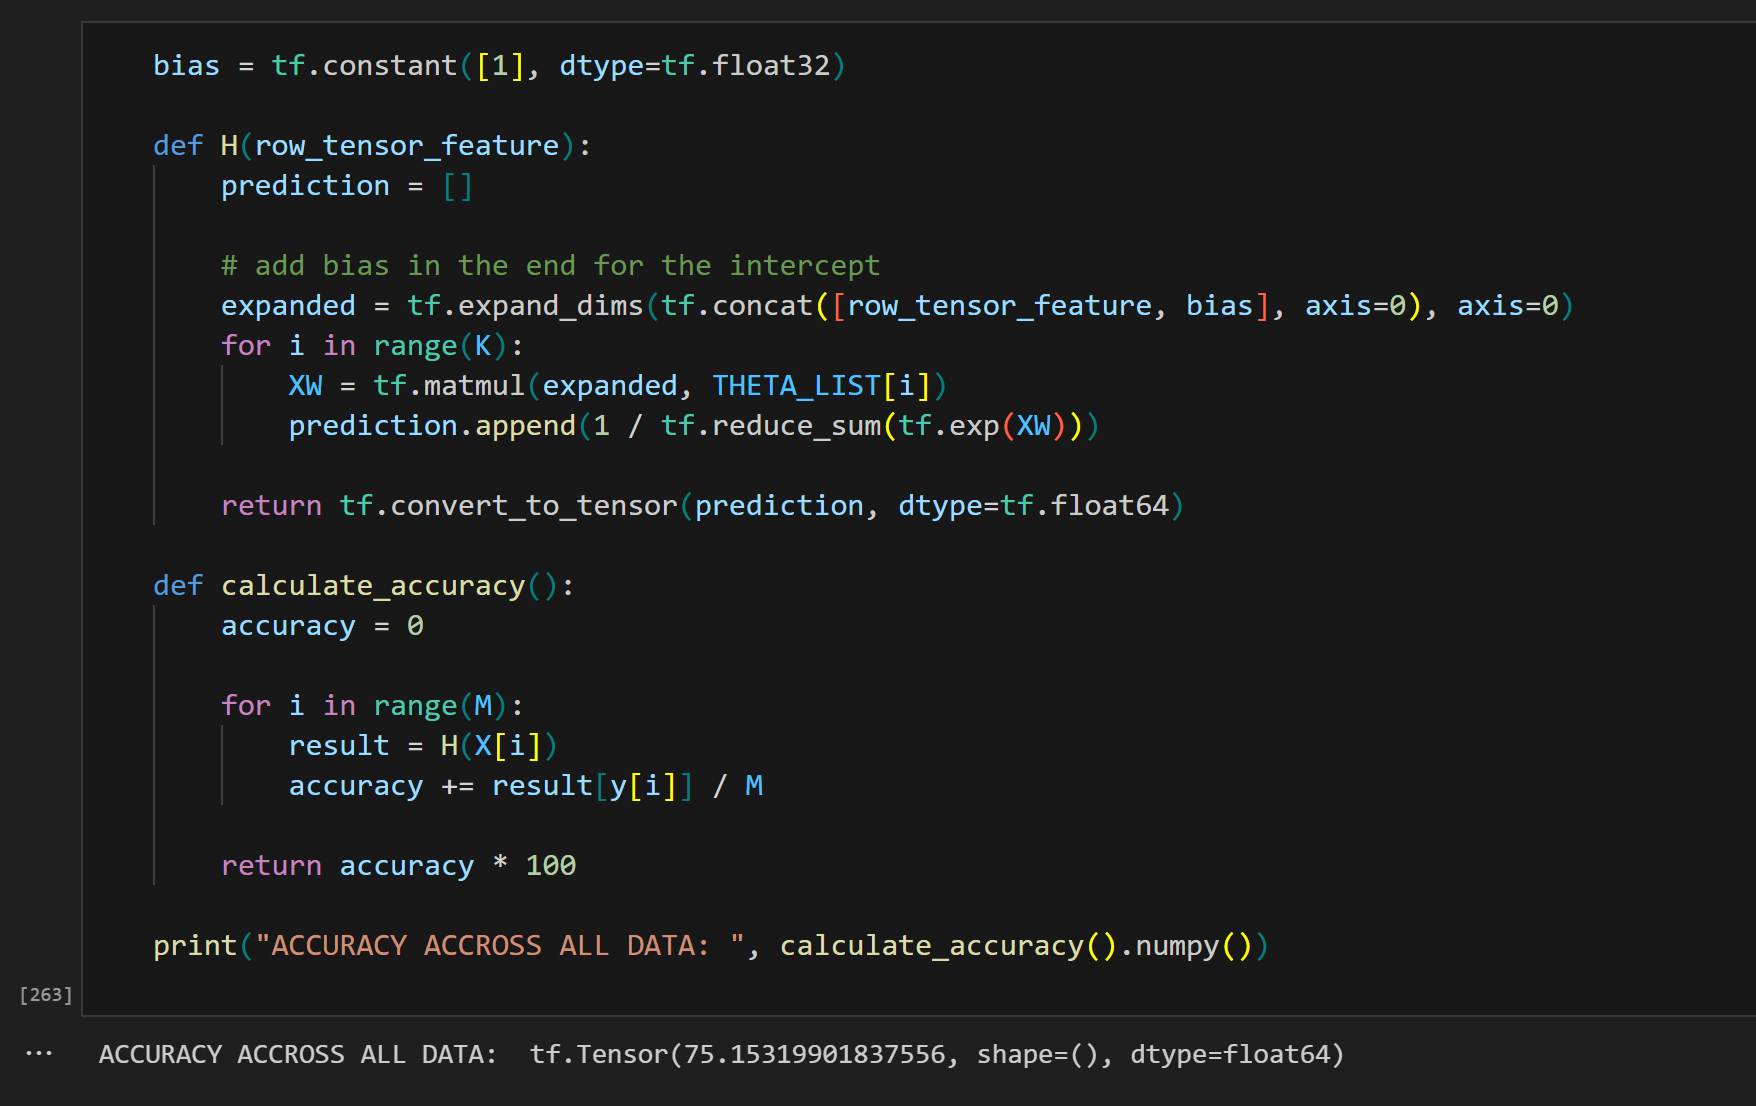 bias = tf.constant([1], dtype=tf.float32)
def H(row_tensor_feature):
prediction = []
# add bias in the end for the intercept
expanded = tf.expand_dims(tf.concat([row_tensor_feature, bias], axis=0), axis=0)
for i in range(K):
XW = tf.matmul(expanded, THETA_LIST[i])
prediction.append(1 / tf.reduce_sum(tf.exp(XW)))
return tf.convert_to_tensor(prediction, dtype=tf.float64)
def calculate_accuracy():
accuracy = 0
for i in range(M):
result = H(X[i])
accuracy += result[y[i]] / M
return accuracy * 100
print("ACCURACY ACCROSS ALL DATA: ", calculate_accuracy().numpy())
[263]
... ACCURACY ACCROSS ALL DATA:  tf.Tensor(75.15319901837556, shape=(), dtype=float64)